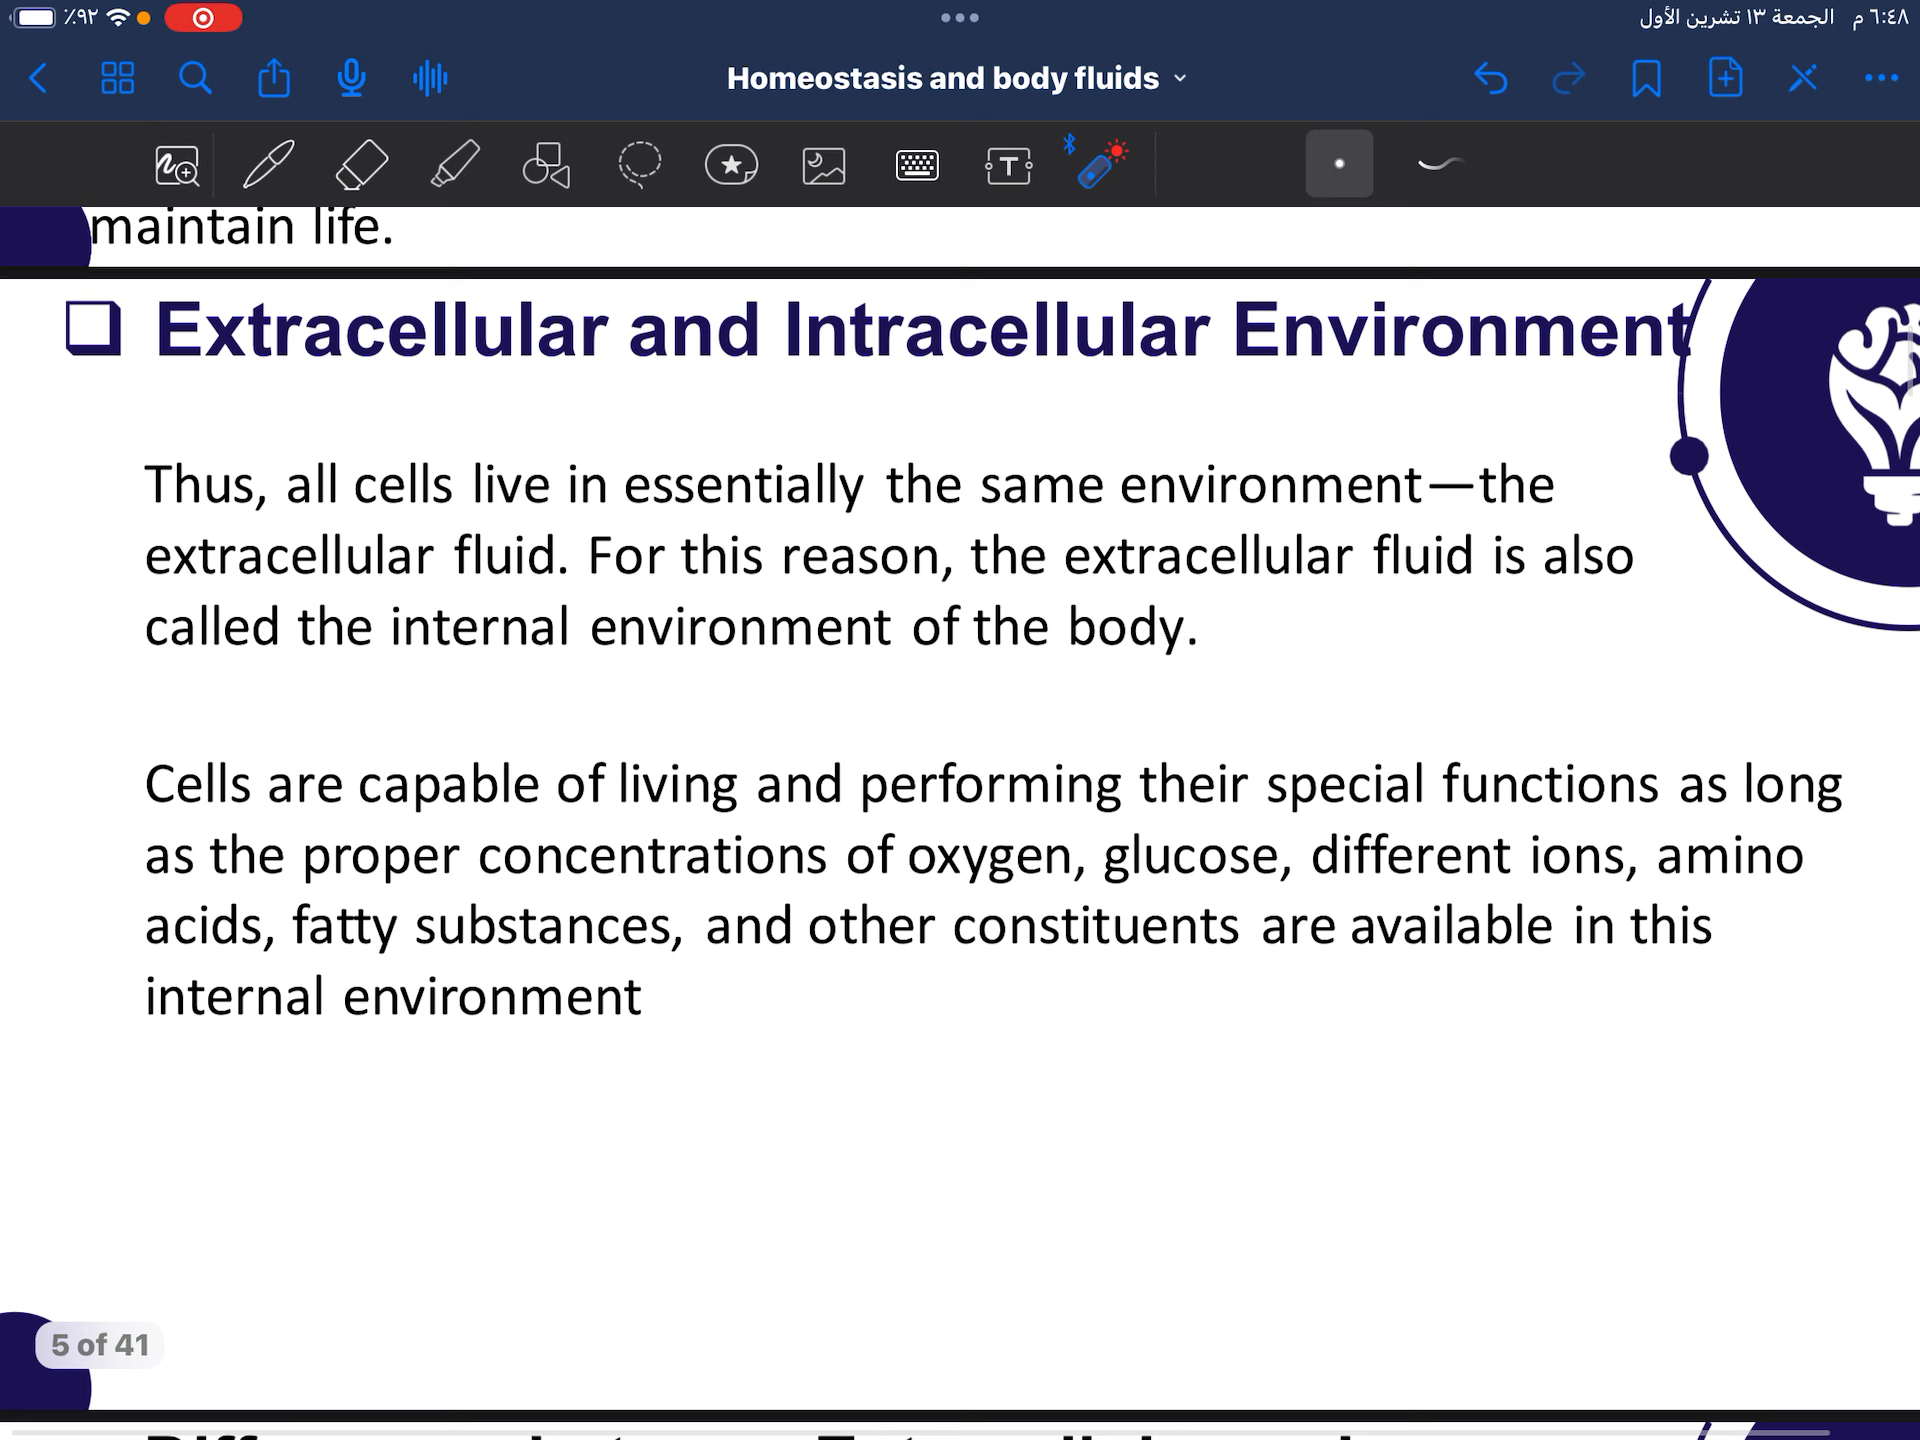 ٪٩٢
٦:٤٨ م الجمعة ١٣ تشرين الأول
Homeostasis and body fluids
T
maintain life.
Extracellular and Intracellular Environment
Thus, all cells live in essentially the same environment—the
extracellular fluid. For this reason, the extracellular fluid is also
called the internal environment of the body.
Cells are capable of living and performing their special functions as long
as the proper concentrations of oxygen, glucose, different ions, amino
acids, fatty substances, and other constituents are available in this
internal environment
5 of 41